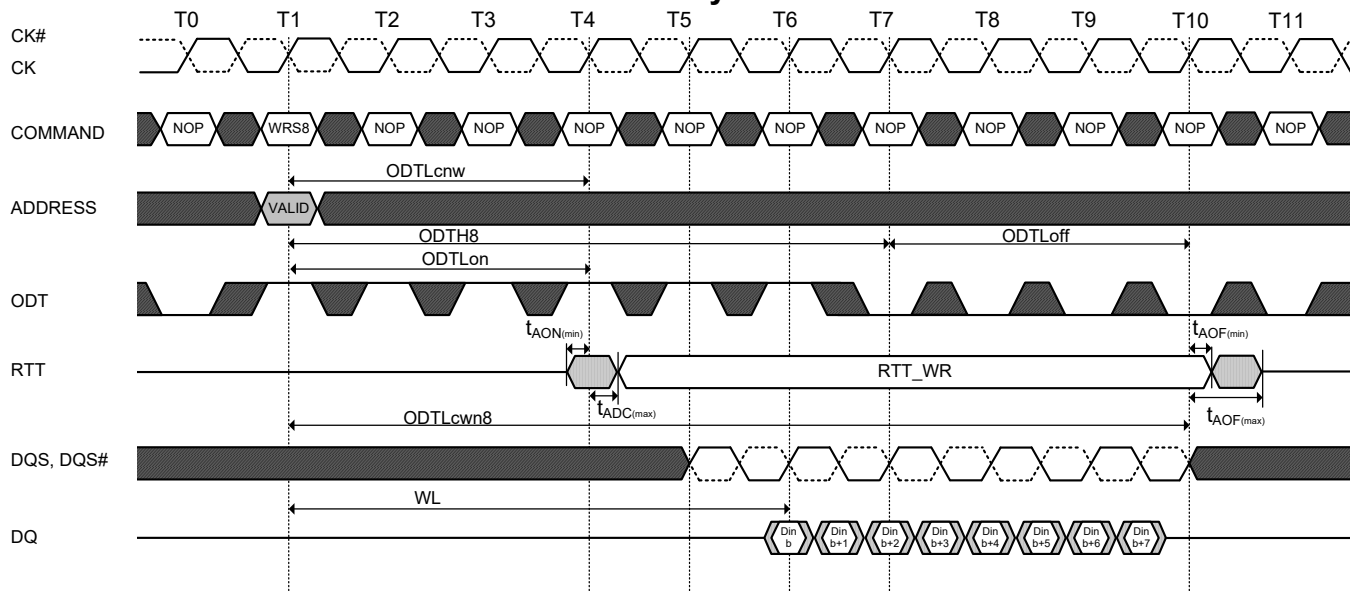 T0 T1 T2 T3 T4 T5 T6 T7 T8 T9 T10 T11
CK#
CK
COMMAND NOP WRS8 NOP NOP NOP NOP NOP NOP NOP NOP NOP NOP
ODTLcnw
ADDRESS VALID
ODTH8 ODTLoff
ODTLon
ODT
tAON(min) tAOF(min)
RTT RTT_WR
tADC(max) tAOF(max)
ODTLcwn8
DQS, DQS#
WL
DQ Din b Din b+1 Din b+2 Din b+3 Din b+4 Din b+5 Din b+6 Din b+7